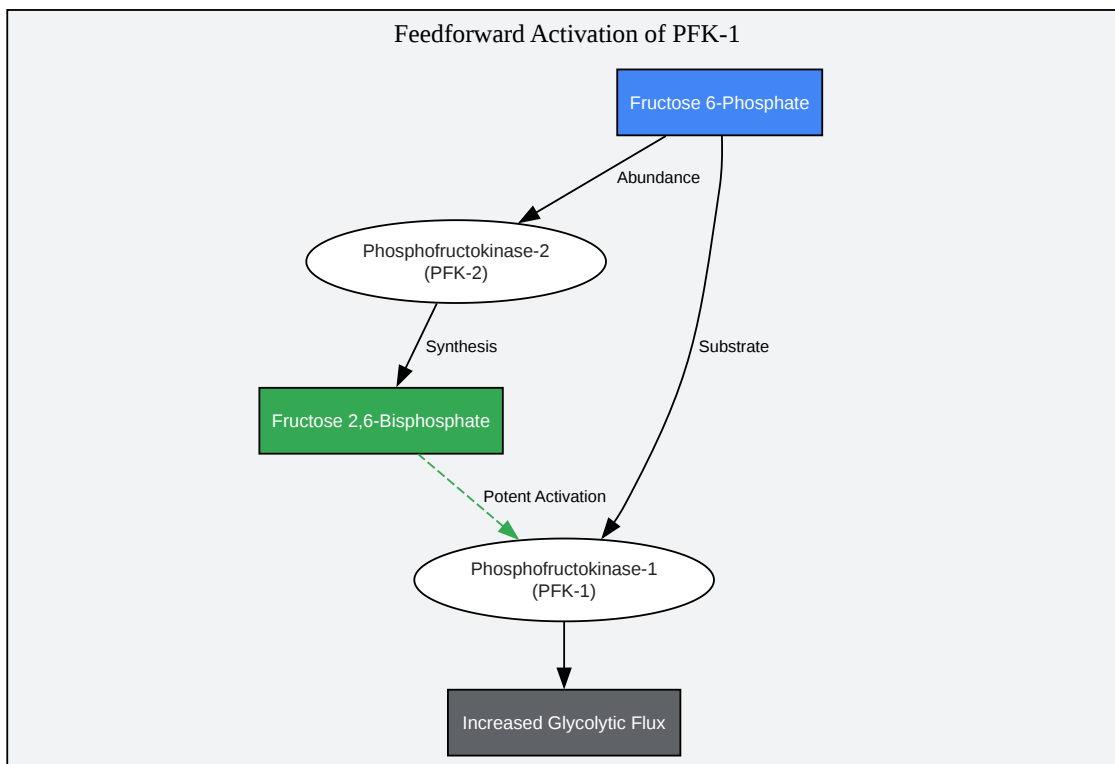 Feedforward Activation of PFK-1
Fructose 6-Phosphate
Abundance
Phosphofructokinase-2
(PFK-2)
Synthesis
Substrate
Fructose 2,6-Bisphosphate
Potent Activation
Phosphofructokinase-1
(PFK-1)
Increased Glycolytic Flux